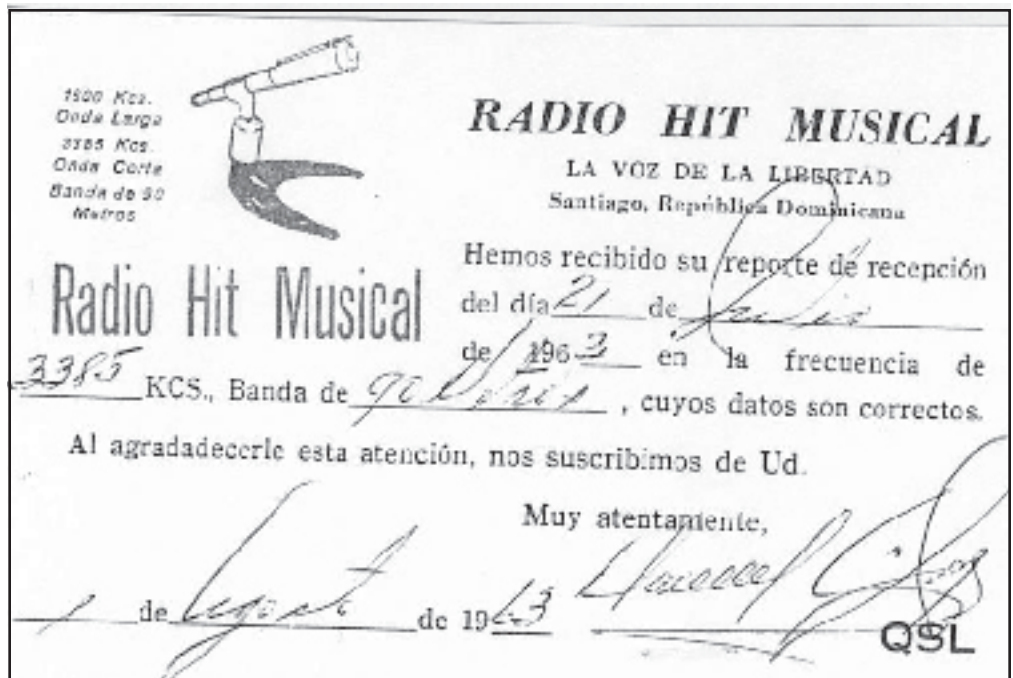 1500 Kcs.
Onda Larga
3385 Kcs.
Onda Corta
Banda de 90
Metros
Radio Hit Musical
RADIO HIT MUSICAL
LA VOZ DE LA LIBERTAD
Santiago, República Dominicana
Hemos recibido su reporte de recepción
del día 21 de Julio
de 1963 en la frecuencia de
3385 KCS., Banda de 90 , cuyos datos son correctos.
Al agradadecerle esta atención, nos suscribimos de Ud.
Muy atentamente,
1 de Agosto de 1963
QSL